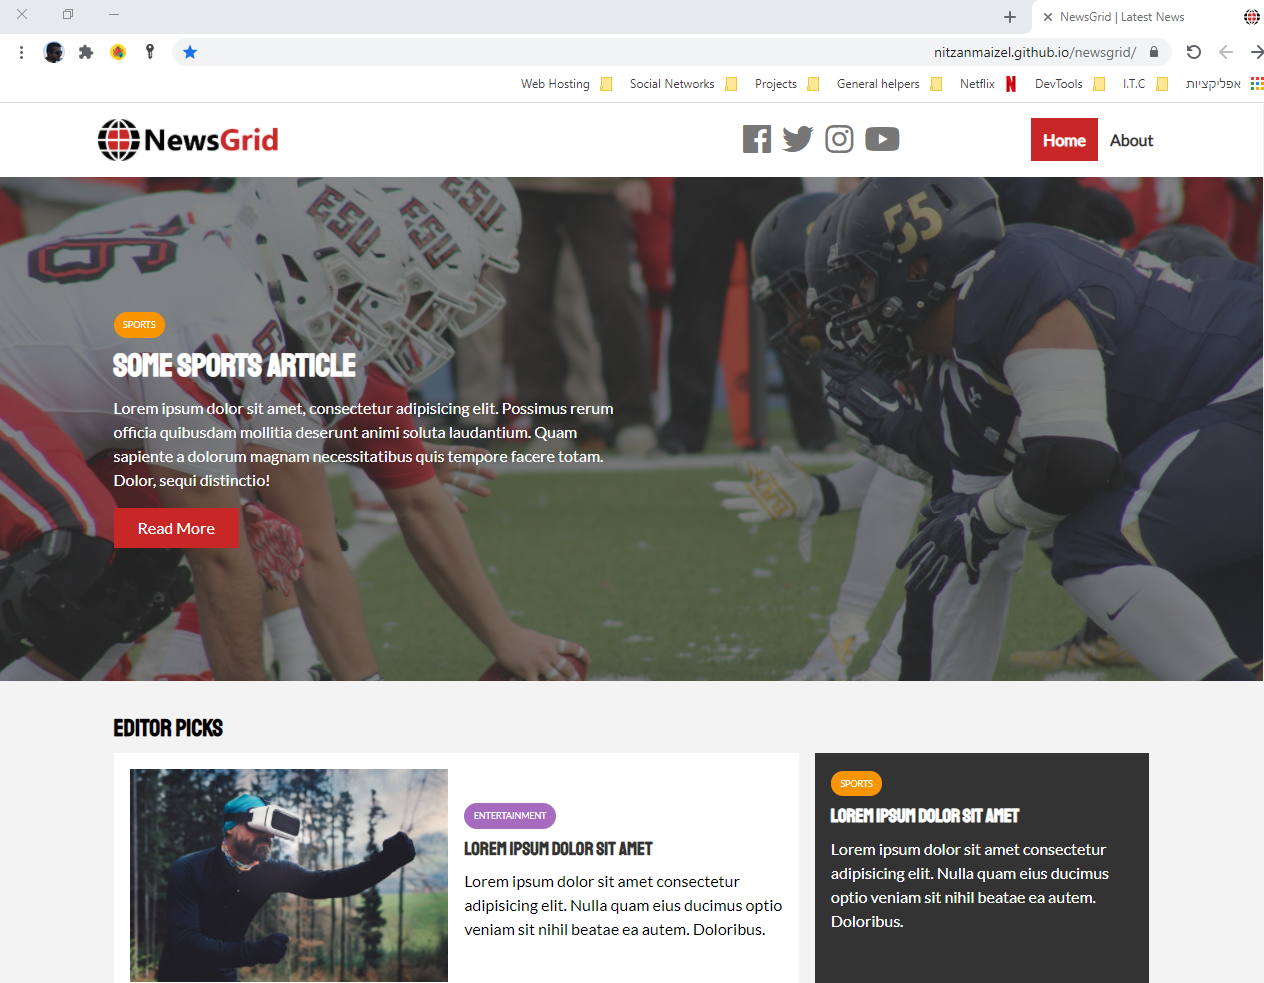 NewsGrid | Latest News
nitzanmaizel.github.io/newsgrid/
Web Hosting Social Networks Projects General helpers Netflix DevTools I.T.C אפליקציות
NewsGrid Home About
ESU ESU ESU
55
SPORTS
SOME SPORTS ARTICLE
Lorem ipsum dolor sit amet, consectetur adipisicing elit. Possimus rerum
officia quibusdam mollitia deserunt animi soluta laudantium. Quam
sapiente a dolorum magnam necessitatibus quis tempore facere totam.
Dolor, sequi distinctio!
Read More
EDITOR PICKS
ENTERTAINMENT
LOREM IPSUM DOLOR SIT AMET
Lorem ipsum dolor sit amet consectetur
adipisicing elit. Nulla quam eius ducimus optio
veniam sit nihil beatae ea autem. Doloribus.
SPORTS
LOREM IPSUM DOLOR SIT AMET
Lorem ipsum dolor sit amet consectetur
adipisicing elit. Nulla quam eius ducimus
optio veniam sit nihil beatae ea autem.
Doloribus.